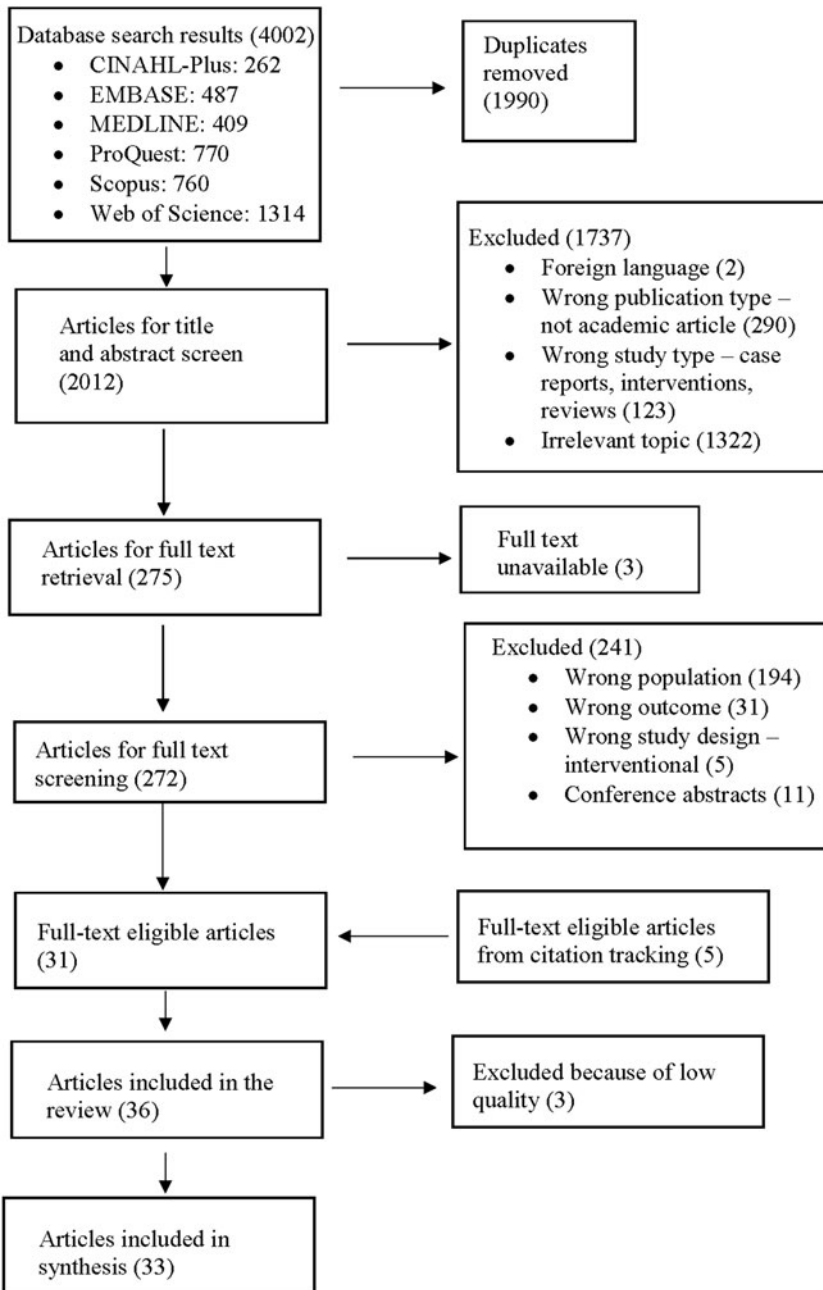 Database search results (4002)
• CINAHL-Plus: 262
• EMBASE: 487
• MEDLINE: 409
• ProQuest: 770
• Scopus: 760
• Web of Science: 1314
Duplicates
removed
(1990)
Articles for title
and abstract screen
(2012)
Excluded (1737)
• Foreign language (2)
• Wrong publication type –
not academic article (290)
• Wrong study type – case
reports, interventions,
reviews (123)
• Irrelevant topic (1322)
Articles for full text
retrieval (275)
Full text
unavailable (3)
Articles for full text
screening (272)
Excluded (241)
• Wrong population (194)
• Wrong outcome (31)
• Wrong study design –
interventional (5)
• Conference abstracts (11)
Full-text eligible articles
(31)
Full-text eligible articles
from citation tracking (5)
Articles included in the
review (36)
Excluded because of low
quality (3)
Articles included in
synthesis (33)